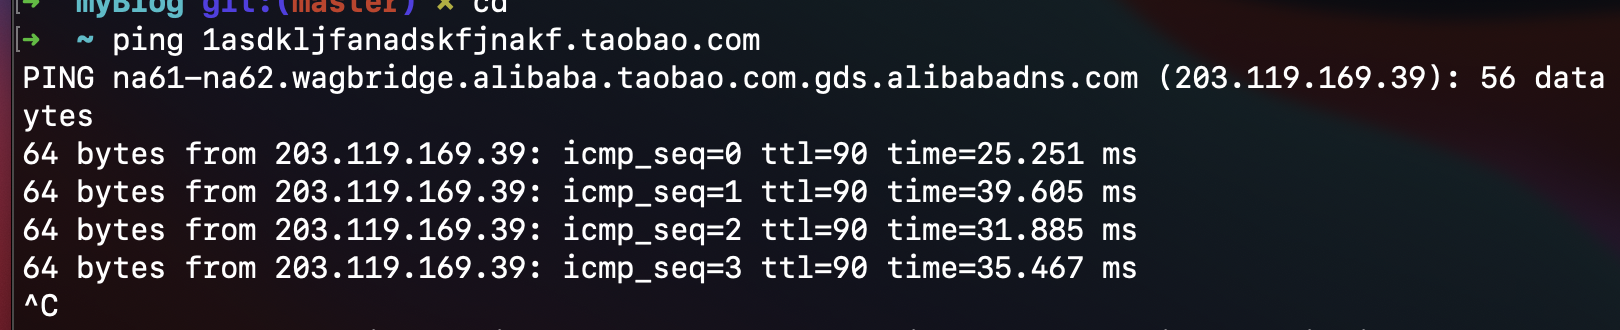 [➜  myBlog git:(master) × cd
[➜  ~ ping 1asdkljfanadskfjnakf.taobao.com
PING na61-na62.wagbridge.alibaba.taobao.com.gds.alibabadns.com (203.119.169.39): 56 data
ytes
64 bytes from 203.119.169.39: icmp_seq=0 ttl=90 time=25.251 ms
64 bytes from 203.119.169.39: icmp_seq=1 ttl=90 time=39.605 ms
64 bytes from 203.119.169.39: icmp_seq=2 ttl=90 time=31.885 ms
64 bytes from 203.119.169.39: icmp_seq=3 ttl=90 time=35.467 ms
^C